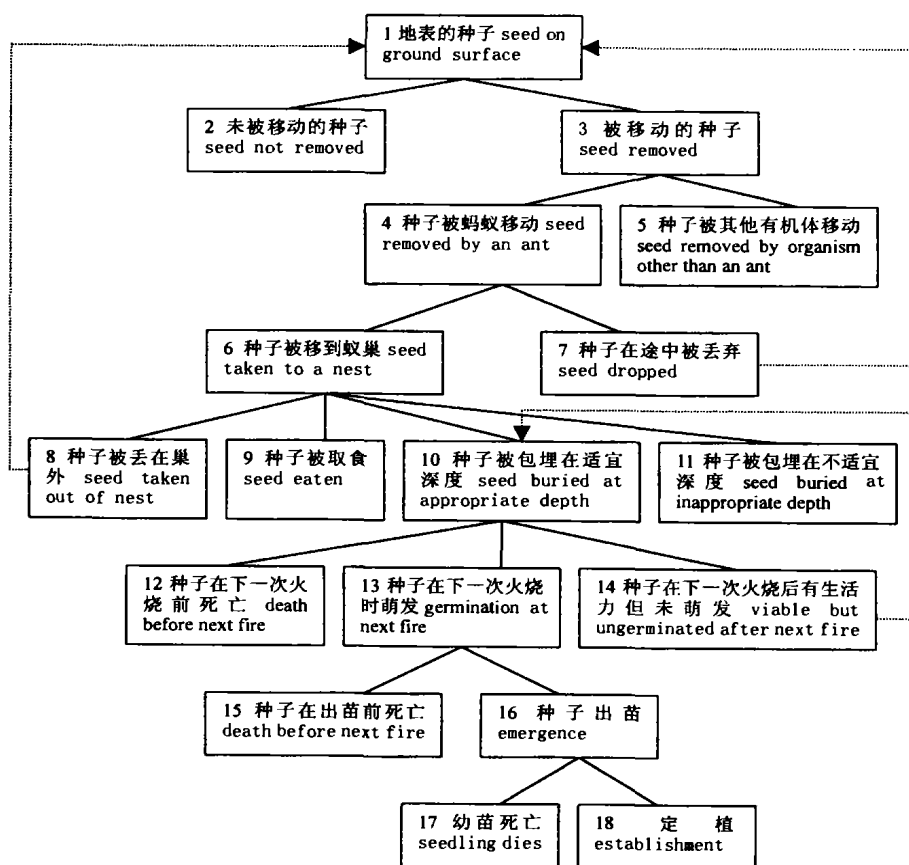 1 地表的种子 seed on
ground surface
2 未被移动的种子
seed not removed
3 被移动的种子
seed removed
4 种子被蚂蚁移动 seed
removed by an ant
5 种子被其他有机体移动
seed removed by organism
other than an ant
6 种子被移到蚁巢 seed
taken to a nest
7 种子在途中被丢弃
seed dropped
8 种子被丢在巢
外 seed taken
out of nest
9 种子被取食
seed eaten
10 种子被包埋在适宜
深度 seed buried at
appropriate depth
11 种子被包埋在不适宜
深度 seed buried at
inappropriate depth
12 种子在下一次火
烧前死亡 death
before next fire
13 种子在下一次火烧
时萌发 germination at
next fire
14 种子在下一次火烧后有生活
力但未萌发 viable but
ungerminated after next fire
15 种子在出苗前死亡
death before next fire
16 种子出苗
emergence
17 幼苗死亡
seedling dies
18 定植
establishment